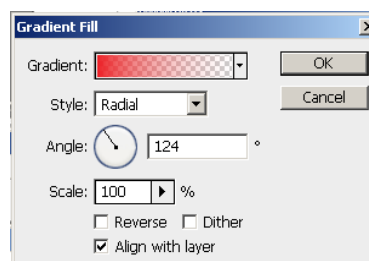 Gradient Fill
Gradient:
OK
Style: Radial
Cancel
Angle: 124 °
Scale: 100 %
Reverse Dither
Align with layer